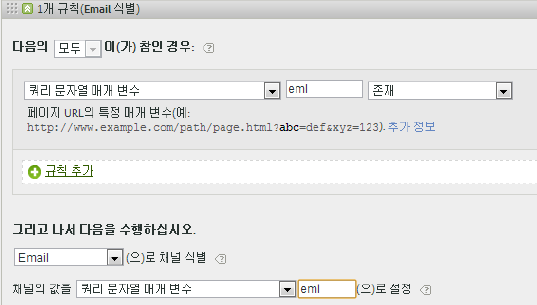 1개 규칙(Email 식별)
다음의 모두 이(가) 참인 경우:
쿼리 문자열 매개 변수 eml 존재
페이지 URL의 특정 매개 변수(예:
http://www.example.com/path/page.html?abc=def&xyz=123). 추가 정보
규칙 추가
그리고 나서 다음을 수행하십시오.
Email (으)로 채널 식별
채널의 값을 쿼리 문자열 매개 변수 eml (으)로 설정